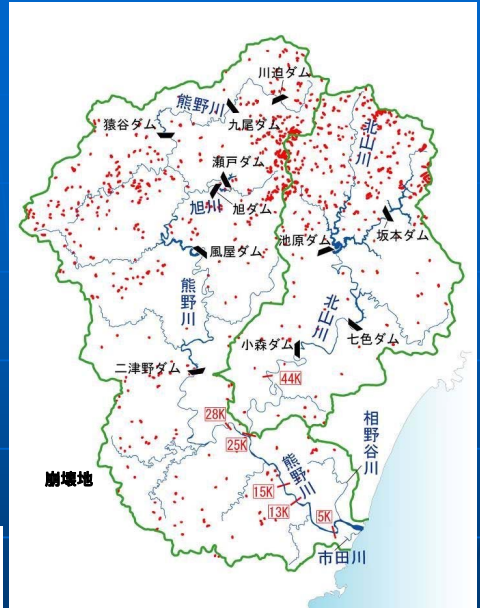 川迫ダム
熊野川
九尾ダム
猿谷ダム
北山川
瀬戸ダム
旭川
旭ダム
坂本ダム
池原ダム
風屋ダム
熊野川
北山川
七色ダム
小森ダム
二津野ダム
44K
28K
相野谷川
25K
熊野川
崩壊地
15K
13K
5K
市田川